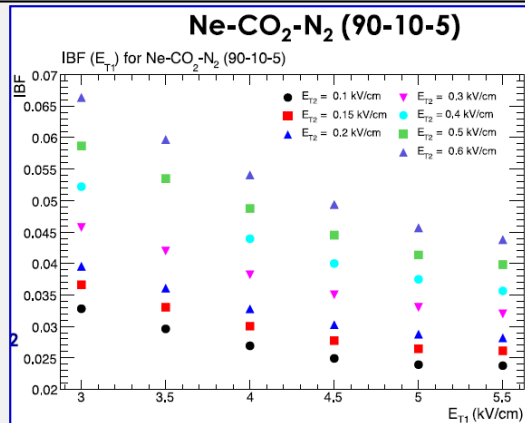 Ne-CO₂-N₂ (90-10-5)
IBF (E_T1) for Ne-CO₂-N₂ (90-10-5)
IBF
0.07
0.065
0.06
0.055
0.05
0.045
0.04
0.035
0.03
0.025
0.02
E_T2 = 0.1 kV/cm
E_T2 = 0.15 kV/cm
E_T2 = 0.2 kV/cm
E_T2 = 0.3 kV/cm
E_T2 = 0.4 kV/cm
E_T2 = 0.5 kV/cm
E_T2 = 0.6 kV/cm
2
3 3.5 4 4.5 5 5.5
E_T1 (kV/cm)